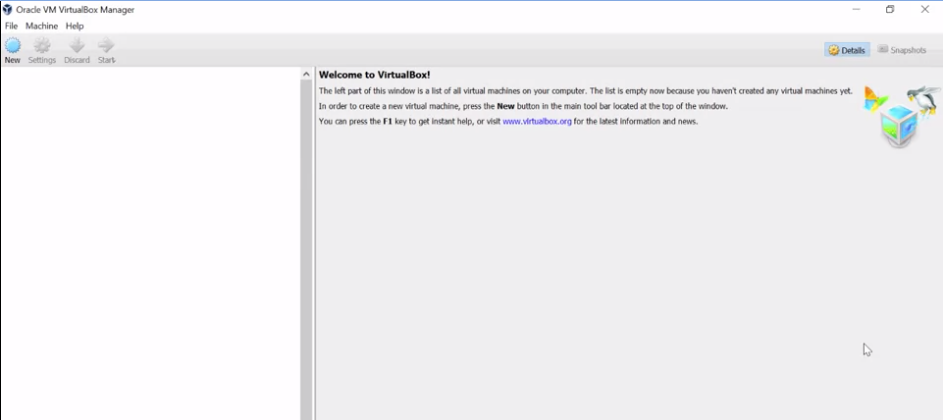 Oracle VM VirtualBox Manager
File Machine Help
New Settings Discard Start
Details Snapshots
Welcome to VirtualBox!
The left part of this window is a list of all virtual machines on your computer. The list is empty now because you haven't created any virtual machines yet.
In order to create a new virtual machine, press the New button in the main tool bar located at the top of the window.
You can press the F1 key to get instant help, or visit www.virtualbox.org for the latest information and news.